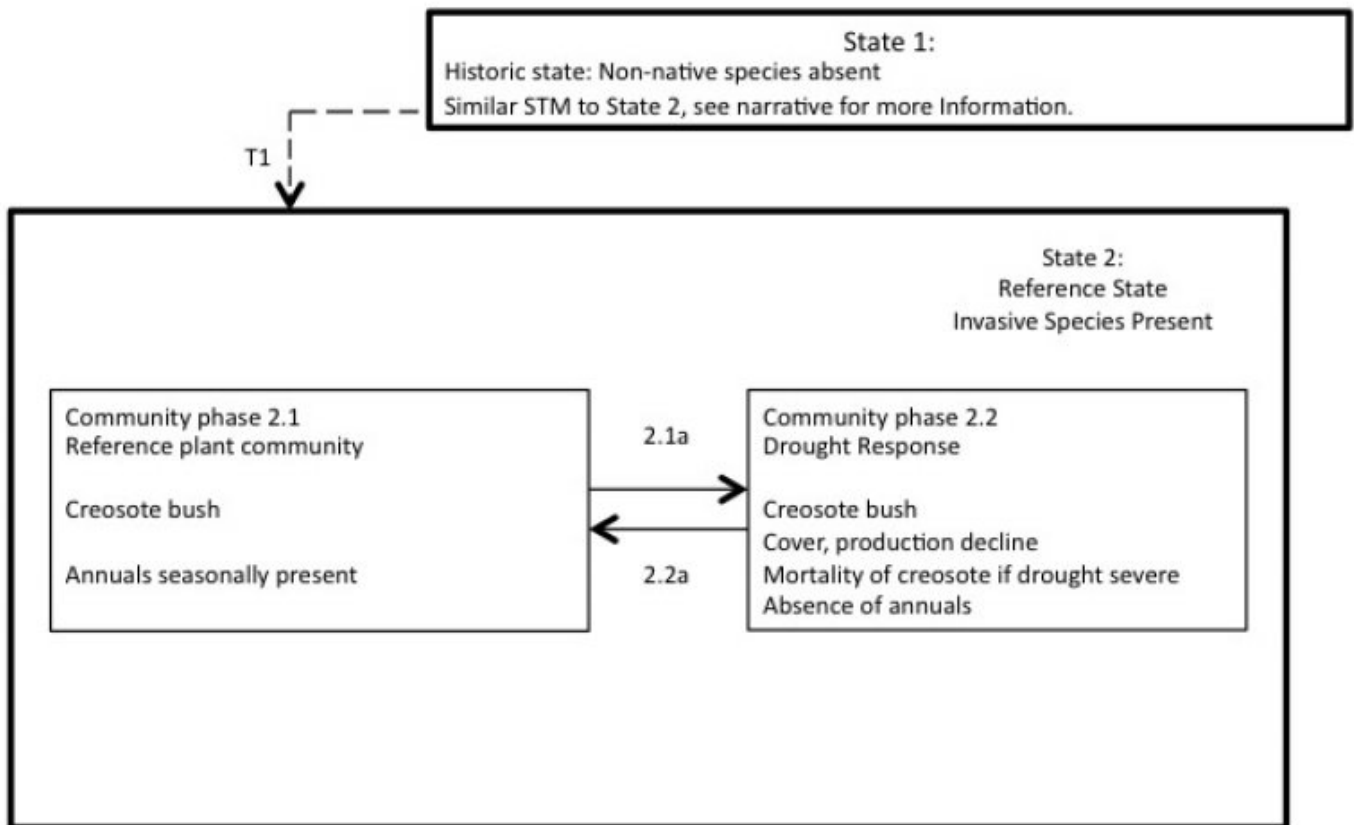 State 1:
Historic state: Non-native species absent
Similar STM to State 2, see narrative for more Information.
T1
State 2:
Reference State
Invasive Species Present
Community phase 2.1
Reference plant community
Creosote bush
Annuals seasonally present
2.1a
2.2a
Community phase 2.2
Drought Response
Creosote bush
Cover, production decline
Mortality of creosote if drought severe
Absence of annuals